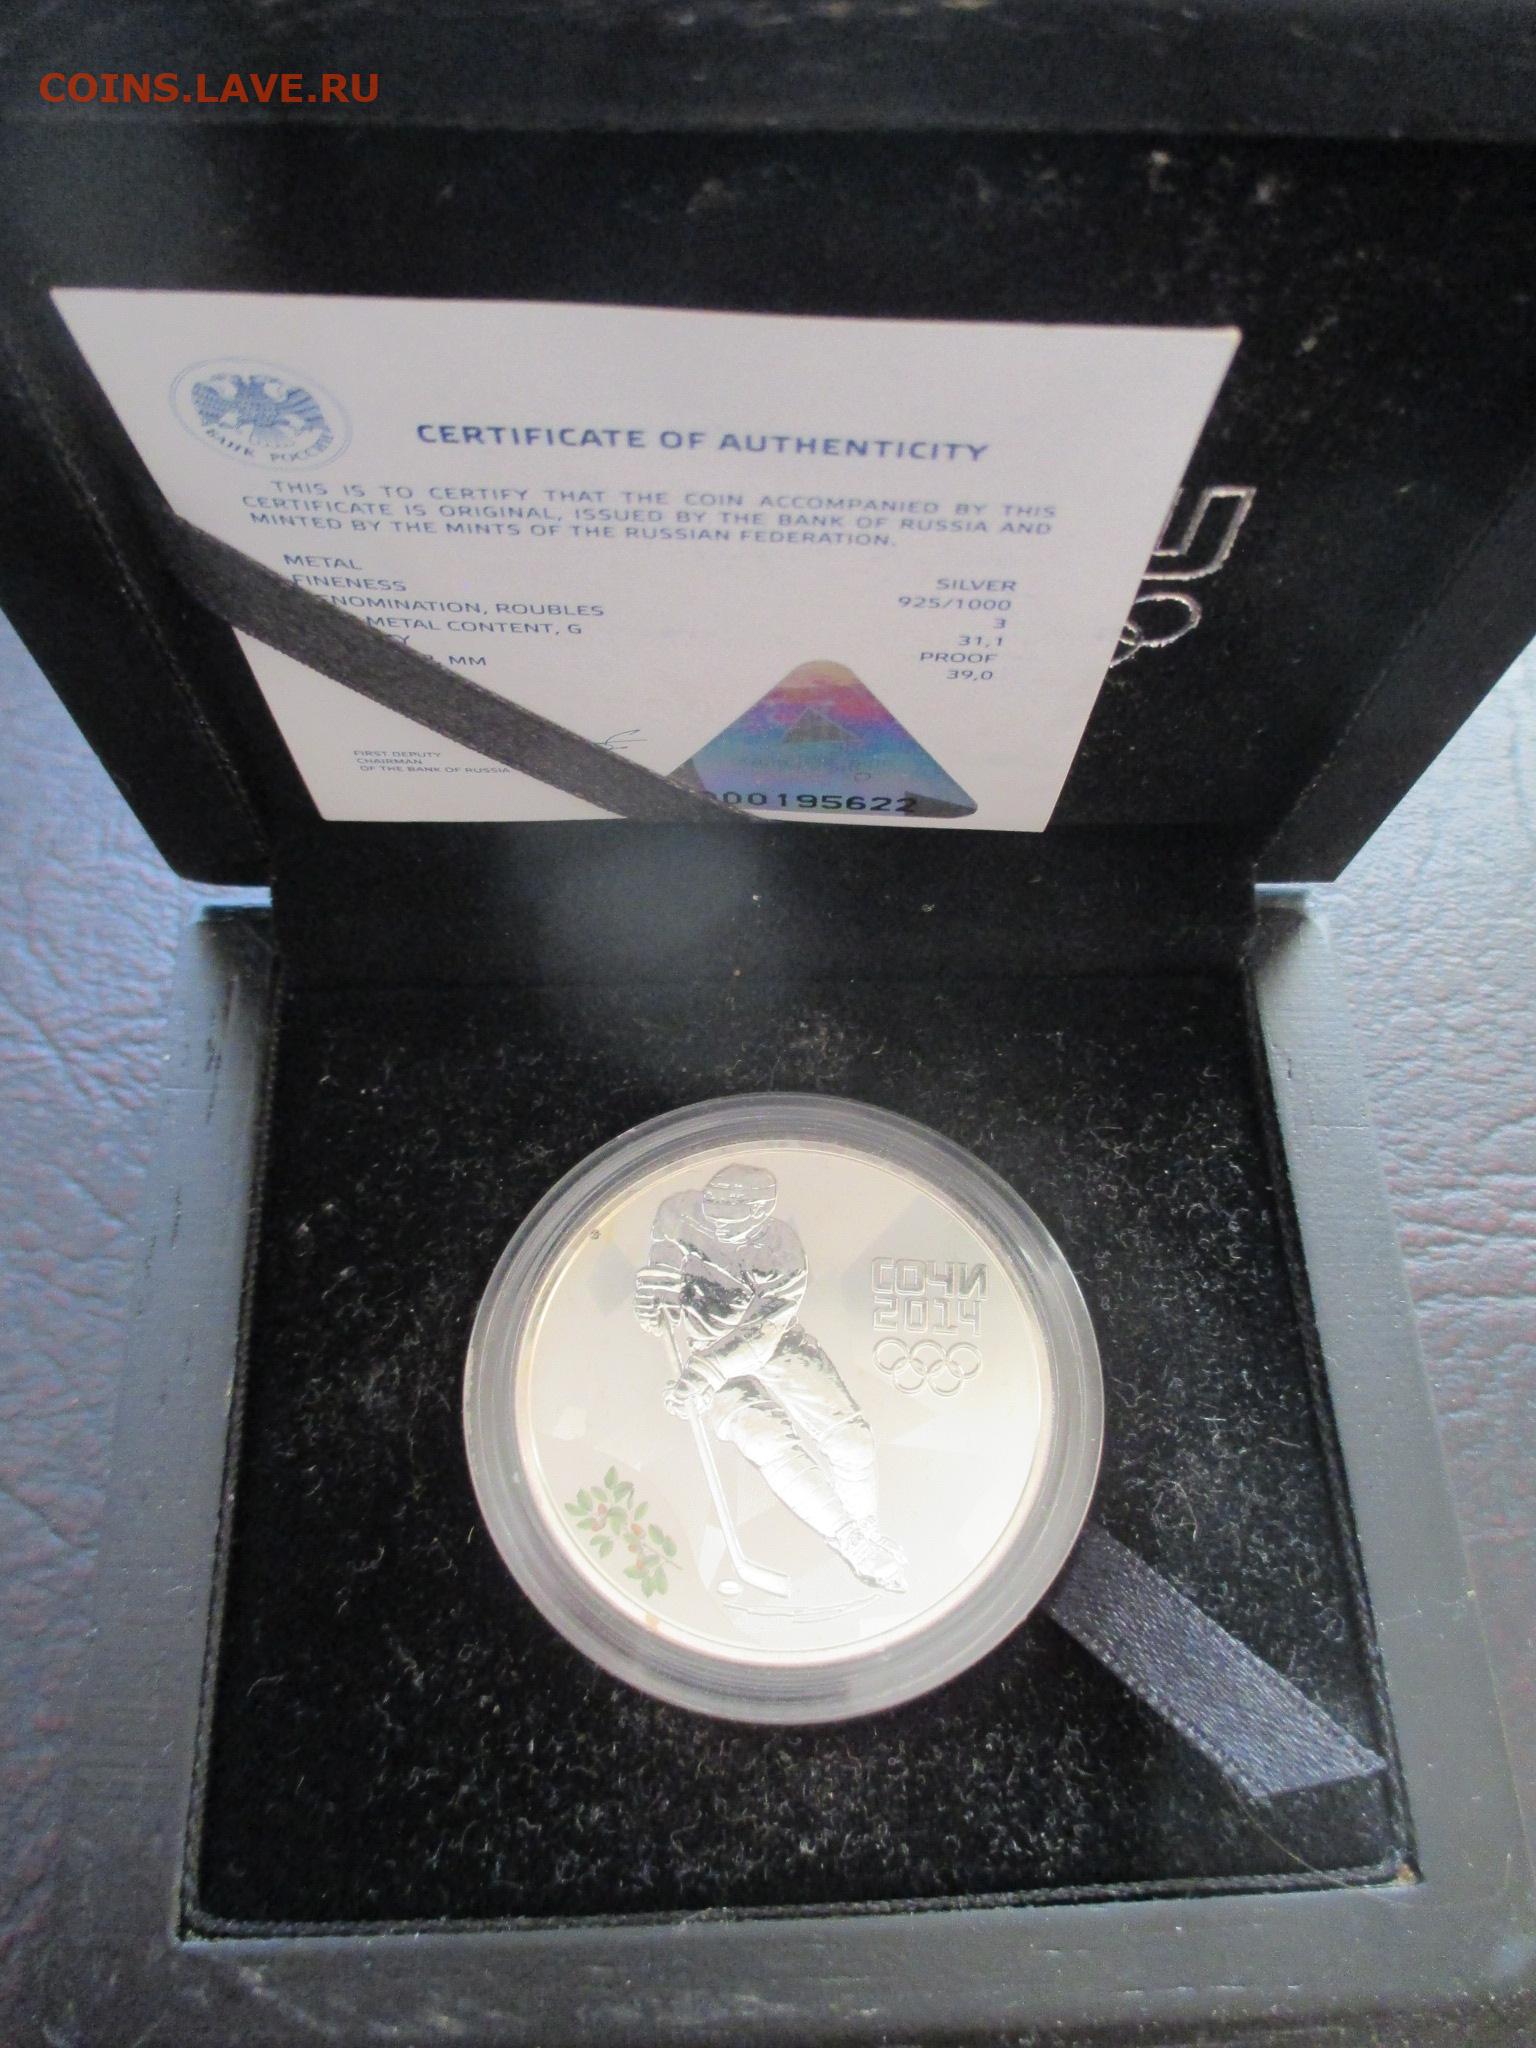 COINS.LAVE.RU
БАНК РОССИИ
CERTIFICATE OF AUTHENTICITY
THIS IS TO CERTIFY THAT THE COIN ACCOMPANIED BY THIS
CERTIFICATE IS ORIGINAL, ISSUED BY THE BANK OF RUSSIA AND
MINTED BY THE MINTS OF THE RUSSIAN FEDERATION.
METAL SILVER
FINENESS 925/1000
ENOMINATION, ROUBLES 3
METAL CONTENT, G 31,1
PROOF
MM 39,0
FIRST DEPUTY
CHAIRMAN
OF THE BANK OF RUSSIA
000195622
СОЧИ
2014